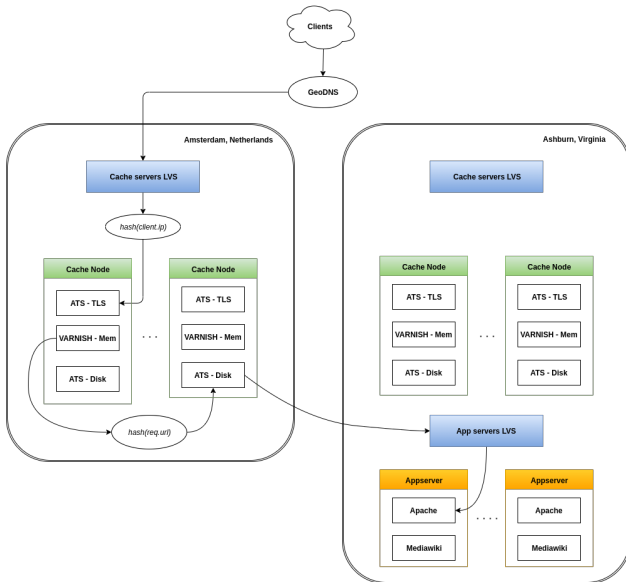 Clients
GeoDNS
Amsterdam, Netherlands
Cache servers LVS
hash(client.ip)
Cache Node
ATS - TLS
VARNISH - Mem
ATS - Disk
. . .
Cache Node
ATS - TLS
VARNISH - Mem
ATS - Disk
hash(req.url)
Ashburn, Virginia
Cache servers LVS
Cache Node
ATS - TLS
VARNISH - Mem
ATS - Disk
. . .
Cache Node
ATS - TLS
VARNISH - Mem
ATS - Disk
App servers LVS
Appserver
Apache
Mediawiki
. . . .
Appserver
Apache
Mediawiki